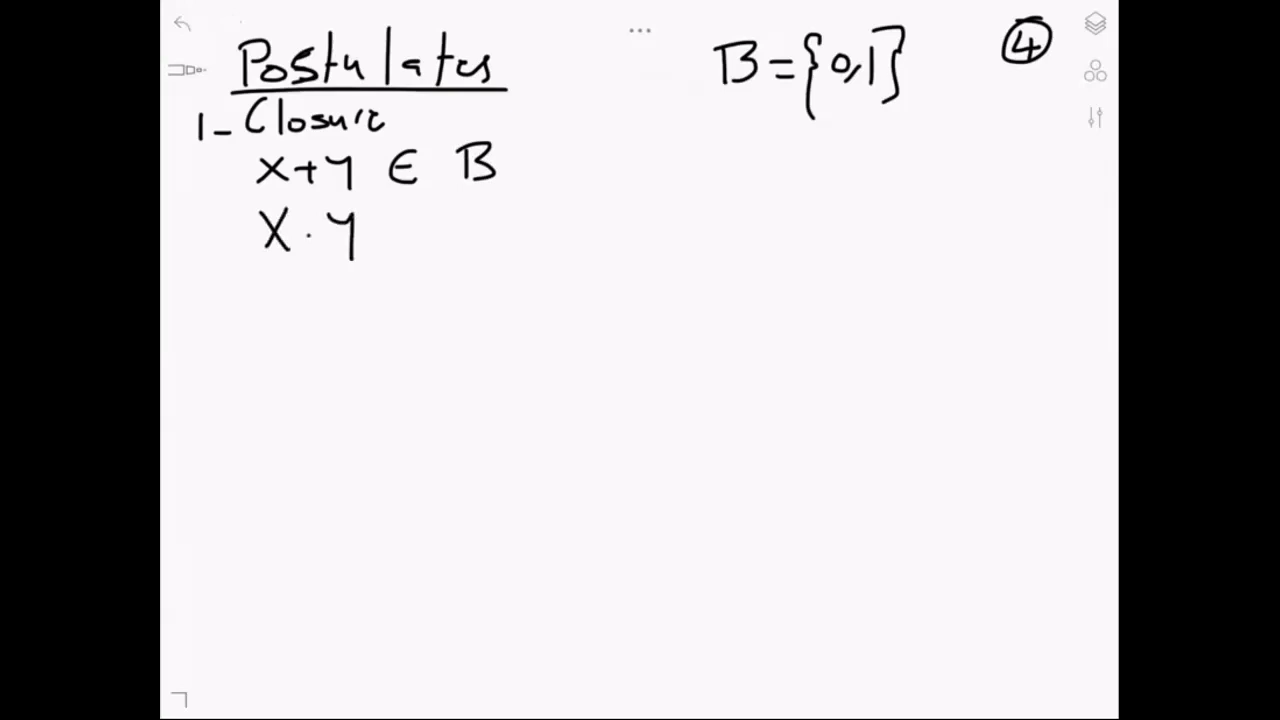 Postulates
B = {0,1}
4
1- Closure
x+y ∈ B
x . y